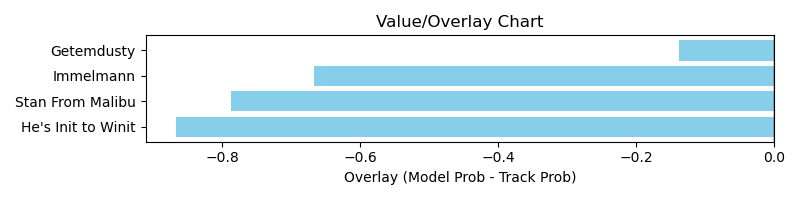 Value/Overlay Chart
Getemdusty
Immelmann
Stan From Malibu
He's Init to Winit
−0.8 −0.6 −0.4 −0.2 0.0
Overlay (Model Prob - Track Prob)